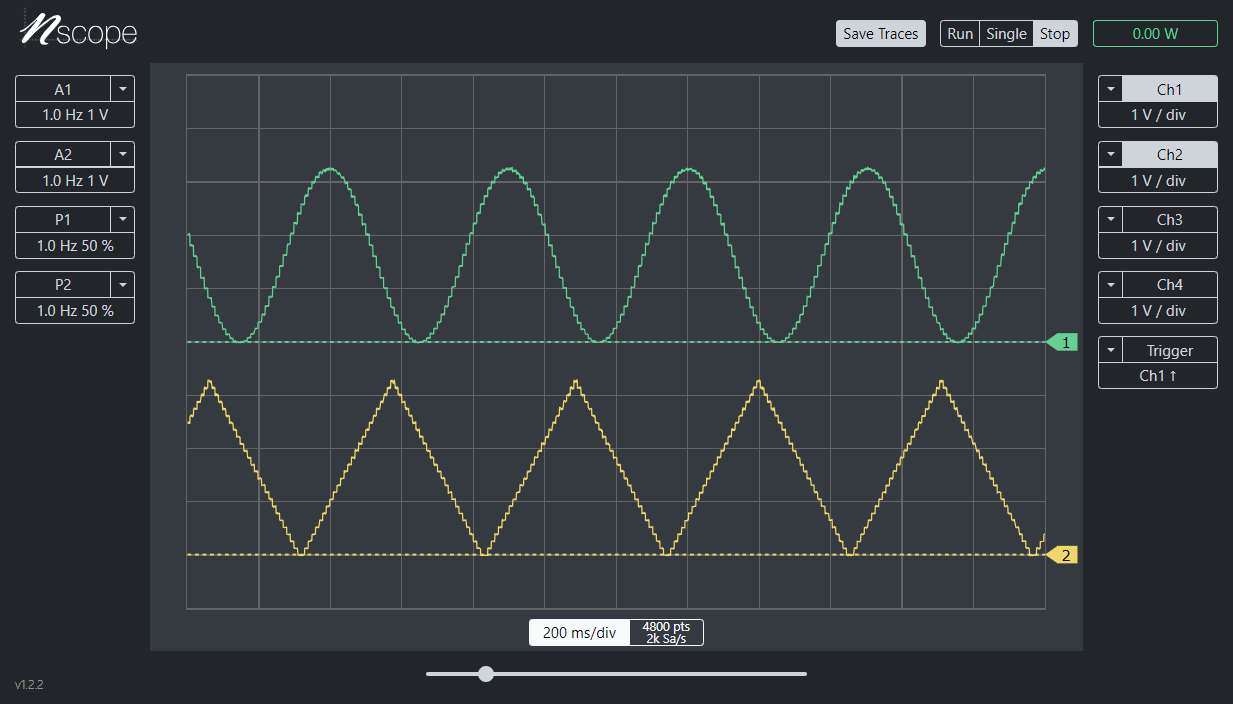 nscope
Save Traces
Run Single Stop
0.00 W
A1
1.0 Hz 1 V
A2
1.0 Hz 1 V
P1
1.0 Hz 50 %
P2
1.0 Hz 50 %
1
2
Ch1
1 V / div
Ch2
1 V / div
Ch3
1 V / div
Ch4
1 V / div
Trigger
Ch1 ↑
200 ms/div
4800 pts
2k Sa/s
v1.2.2